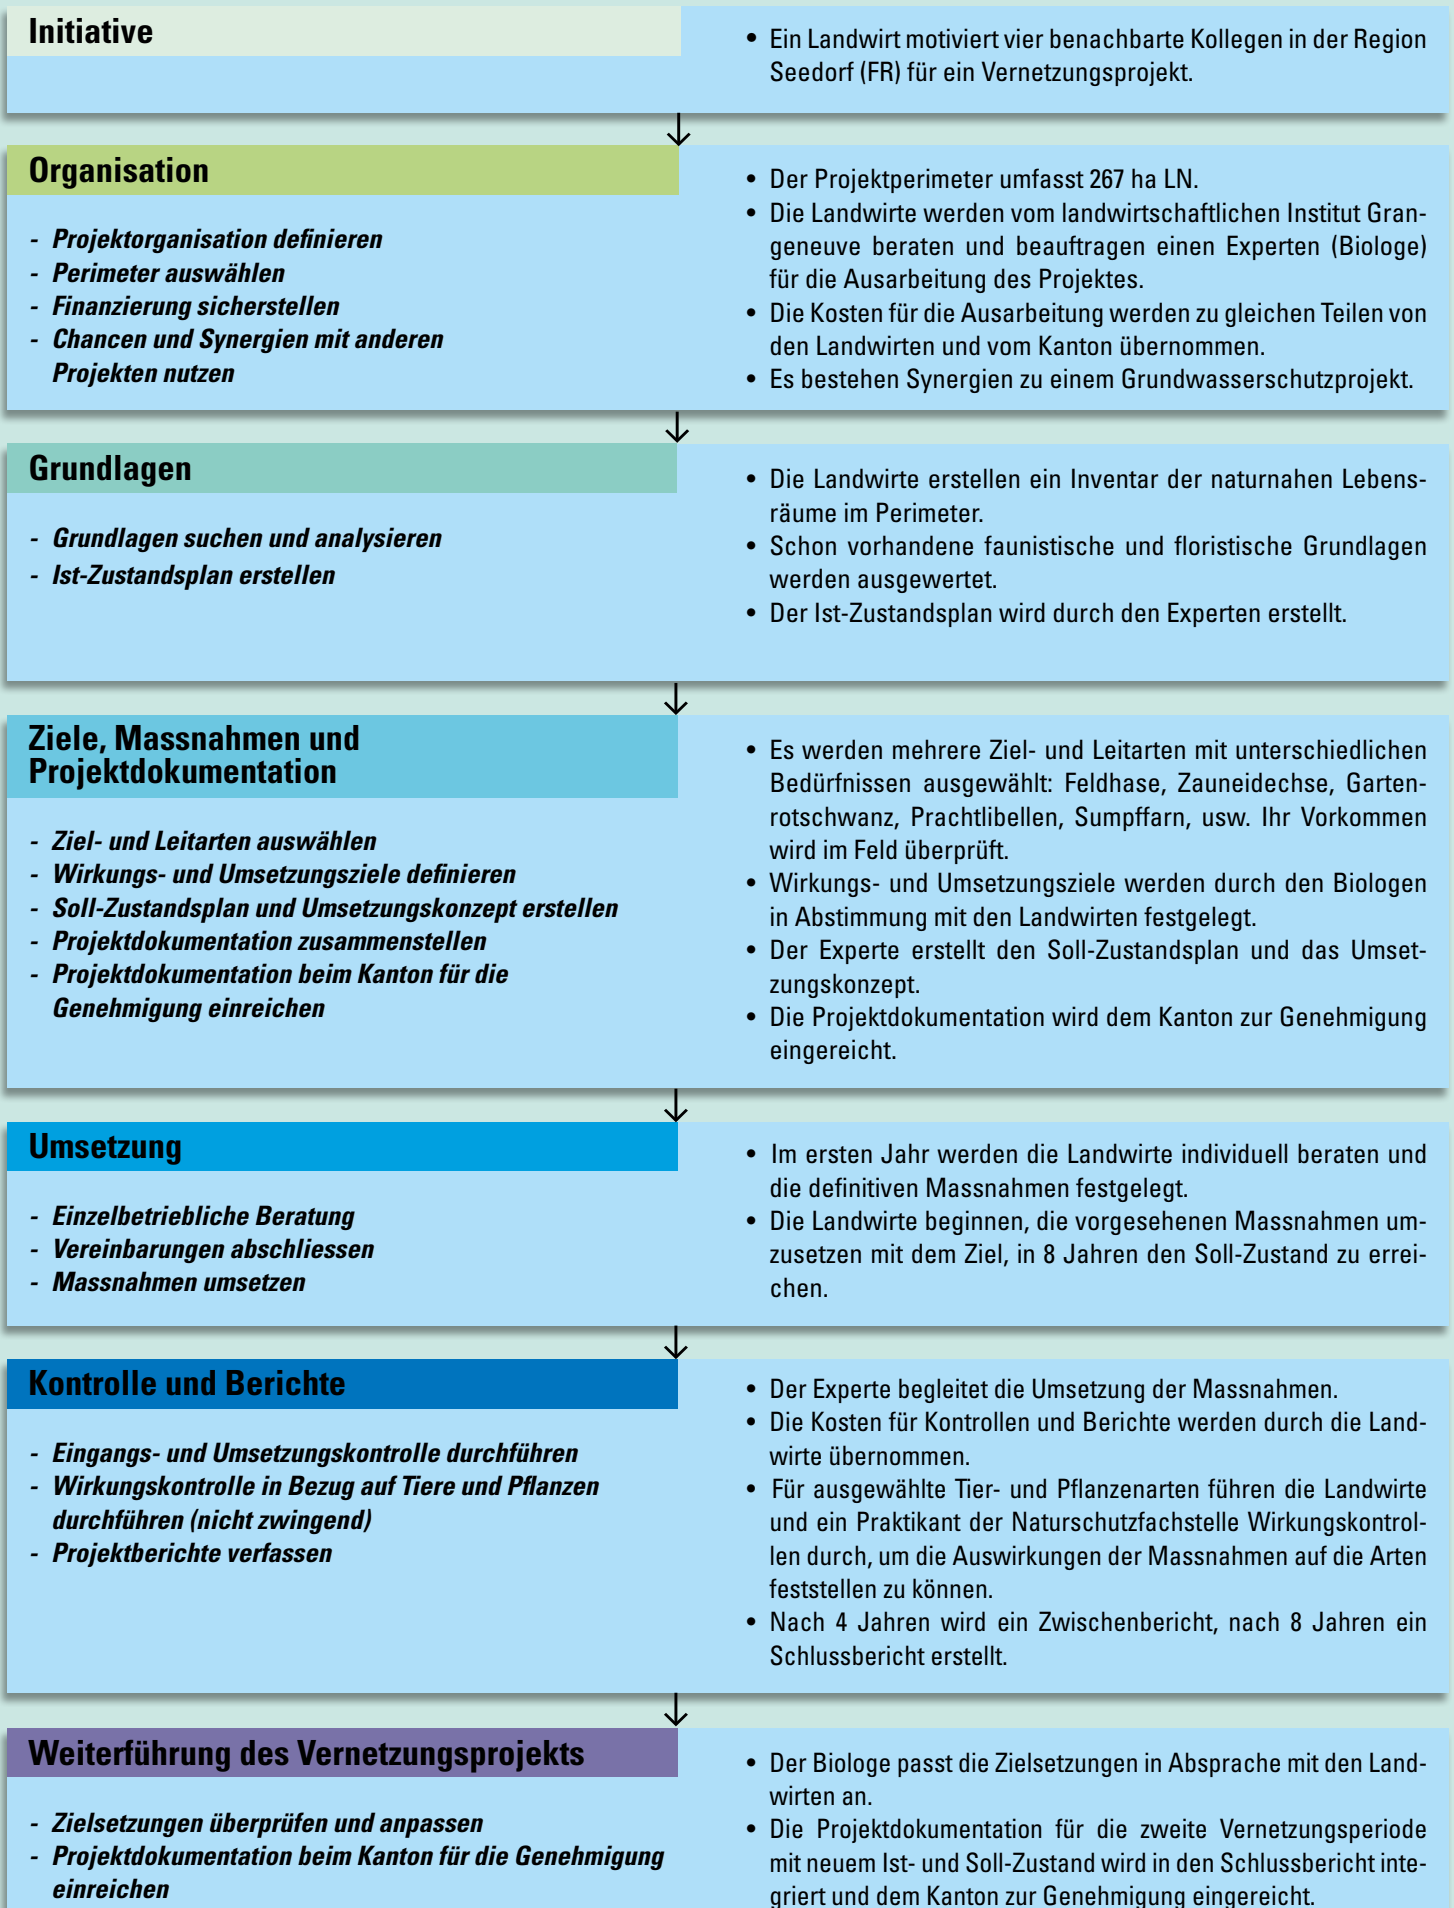 Initiative
• Ein Landwirt motiviert vier benachbarte Kollegen in der Region
Seedorf (FR) für ein Vernetzungsprojekt.
Organisation
- Projektorganisation definieren
- Perimeter auswählen
- Finanzierung sicherstellen
- Chancen und Synergien mit anderen
Projekten nutzen
• Der Projektperimeter umfasst 267 ha LN.
• Die Landwirte werden vom landwirtschaftlichen Institut Gran-
geneuve beraten und beauftragen einen Experten (Biologe)
für die Ausarbeitung des Projektes.
• Die Kosten für die Ausarbeitung werden zu gleichen Teilen von
den Landwirten und vom Kanton übernommen.
• Es bestehen Synergien zu einem Grundwasserschutzprojekt.
Grundlagen
- Grundlagen suchen und analysieren
- Ist-Zustandsplan erstellen
• Die Landwirte erstellen ein Inventar der naturnahen Lebens-
räume im Perimeter.
• Schon vorhandene faunistische und floristische Grundlagen
werden ausgewertet.
• Der Ist-Zustandsplan wird durch den Experten erstellt.
Ziele, Massnahmen und
Projektdokumentation
- Ziel- und Leitarten auswählen
- Wirkungs- und Umsetzungsziele definieren
- Soll-Zustandsplan und Umsetzungskonzept erstellen
- Projektdokumentation zusammenstellen
- Projektdokumentation beim Kanton für die
Genehmigung einreichen
• Es werden mehrere Ziel- und Leitarten mit unterschiedlichen
Bedürfnissen ausgewählt: Feldhase, Zauneidechse, Garten-
rotschwanz, Prachtlibellen, Sumpffarn, usw. Ihr Vorkommen
wird im Feld überprüft.
• Wirkungs- und Umsetzungsziele werden durch den Biologen
in Abstimmung mit den Landwirten festgelegt.
• Der Experte erstellt den Soll-Zustandsplan und das Umset-
zungskonzept.
• Die Projektdokumentation wird dem Kanton zur Genehmigung
eingereicht.
Umsetzung
- Einzelbetriebliche Beratung
- Vereinbarungen abschliessen
- Massnahmen umsetzen
• Im ersten Jahr werden die Landwirte individuell beraten und
die definitiven Massnahmen festgelegt.
• Die Landwirte beginnen, die vorgesehenen Massnahmen um-
zusetzen mit dem Ziel, in 8 Jahren den Soll-Zustand zu errei-
chen.
Kontrolle und Berichte
- Eingangs- und Umsetzungskontrolle durchführen
- Wirkungskontrolle in Bezug auf Tiere und Pflanzen
durchführen (nicht zwingend)
- Projektberichte verfassen
• Der Experte begleitet die Umsetzung der Massnahmen.
• Die Kosten für Kontrollen und Berichte werden durch die Land-
wirte übernommen.
• Für ausgewählte Tier- und Pflanzenarten führen die Landwirte
und ein Praktikant der Naturschutzfachstelle Wirkungskontrol-
len durch, um die Auswirkungen der Massnahmen auf die Arten
feststellen zu können.
• Nach 4 Jahren wird ein Zwischenbericht, nach 8 Jahren ein
Schlussbericht erstellt.
Weiterführung des Vernetzungsprojekts
- Zielsetzungen überprüfen und anpassen
- Projektdokumentation beim Kanton für die Genehmigung
einreichen
• Der Biologe passt die Zielsetzungen in Absprache mit den Land-
wirten an.
• Die Projektdokumentation für die zweite Vernetzungsperiode
mit neuem Ist- und Soll-Zustand wird in den Schlussbericht inte-
griert und dem Kanton zur Genehmigung eingereicht.